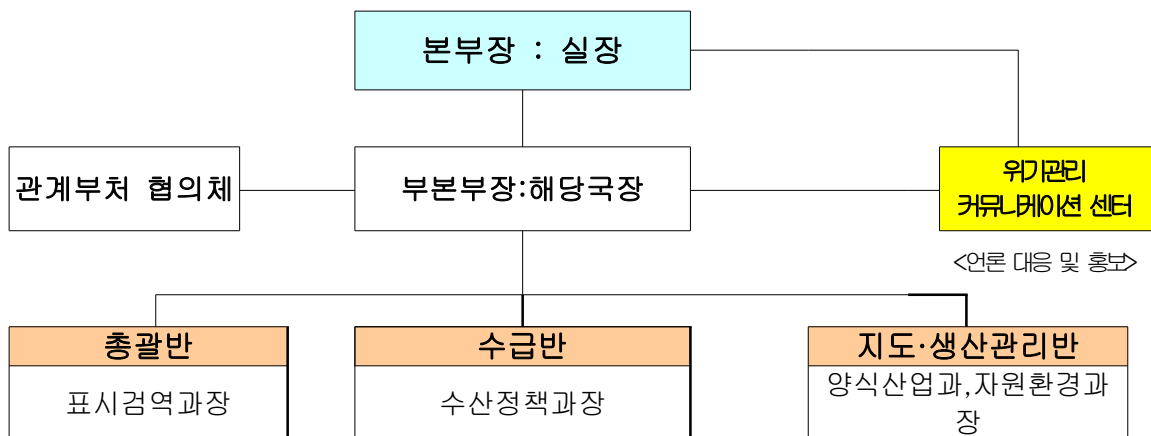 본부장 : 실장
관계부처 협의체
부본부장:해당국장
위기관리
커뮤니케이션 센터
<언론 대응 및 홍보>
총괄반
수급반
지도·생산관리반
표시검역과장
수산정책과장
양식산업과,자원환경과
장